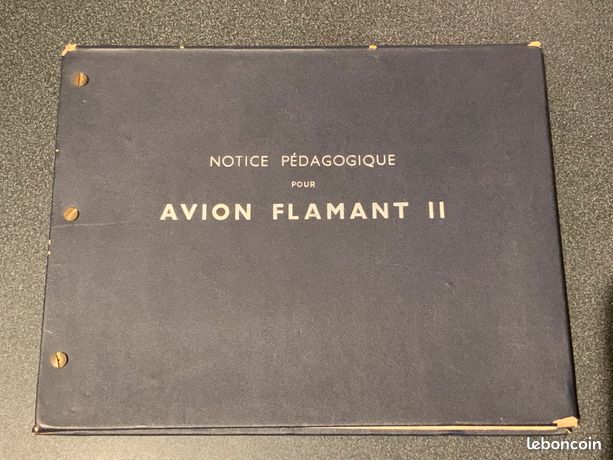 NOTICE PÉDAGOGIQUE
POUR
AVION FLAMANT II
leboncoin